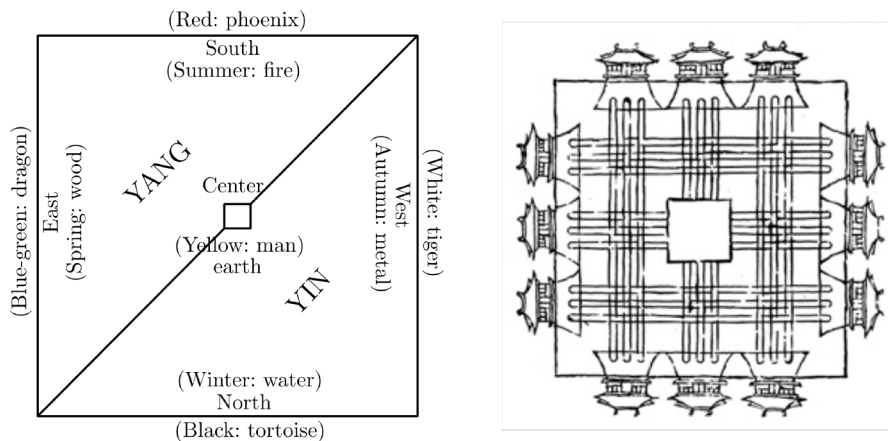 (Red: phoenix)
South
(Summer: fire)
(Blue-green: dragon)
East
(Spring: wood)
YANG
Center
(Yellow: man)
earth
YIN
West
(Autumn: metal)
(White: tiger)
(Winter: water)
North
(Black: tortoise)